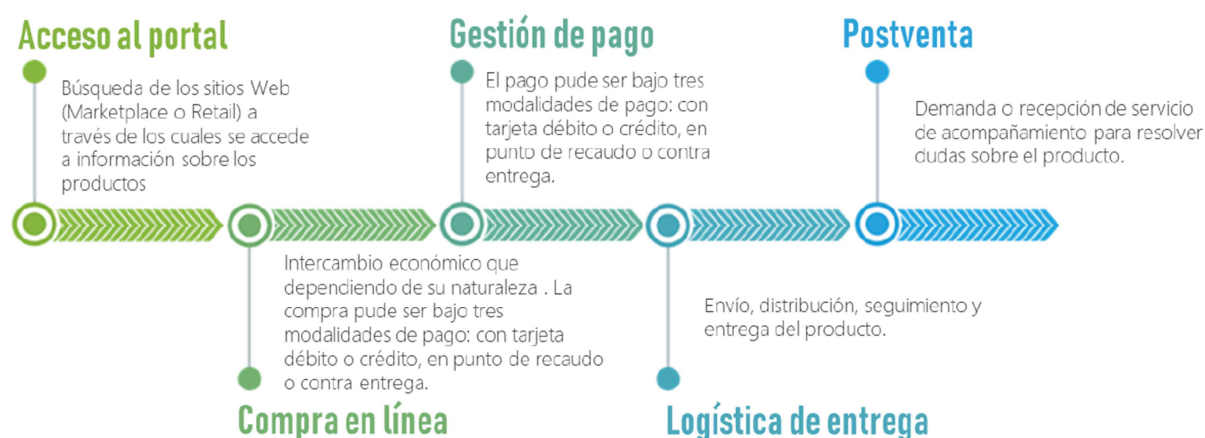 Acceso al portal
Búsqueda de los sitios Web
(Marketplace o Retail) a
través de los cuales se accede
a información sobre los
productos
Intercambio económico que
dependiendo de su naturaleza . La
compra pude ser bajo tres
modalidades de pago: con tarjeta
débito o crédito, en punto de recaudo
o contra entrega.
Compra en línea
Gestión de pago
El pago pude ser bajo tres
modalidades de pago: con
tarjeta débito o crédito, en
punto de recaudo o contra
entrega.
Envío, distribución, seguimiento y
entrega del producto.
Logística de entrega
Postventa
Demanda o recepción de servicio
de acompañamiento para resolver
dudas sobre el producto.